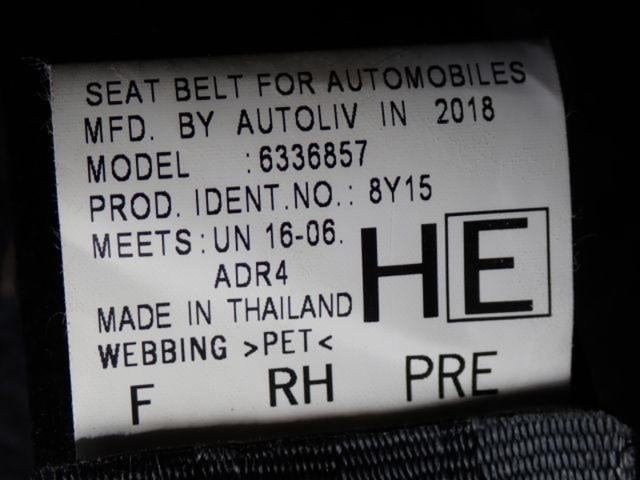 SEAT BELT FOR AUTOMOBILES
MFD. BY AUTOLIV IN 2018
MODEL :6336857
PROD. IDENT.NO.: 8Y15
MEETS:UN 16-06.
ADR4
HE
MADE IN THAILAND
WEBBING >PET<
F RH PRE